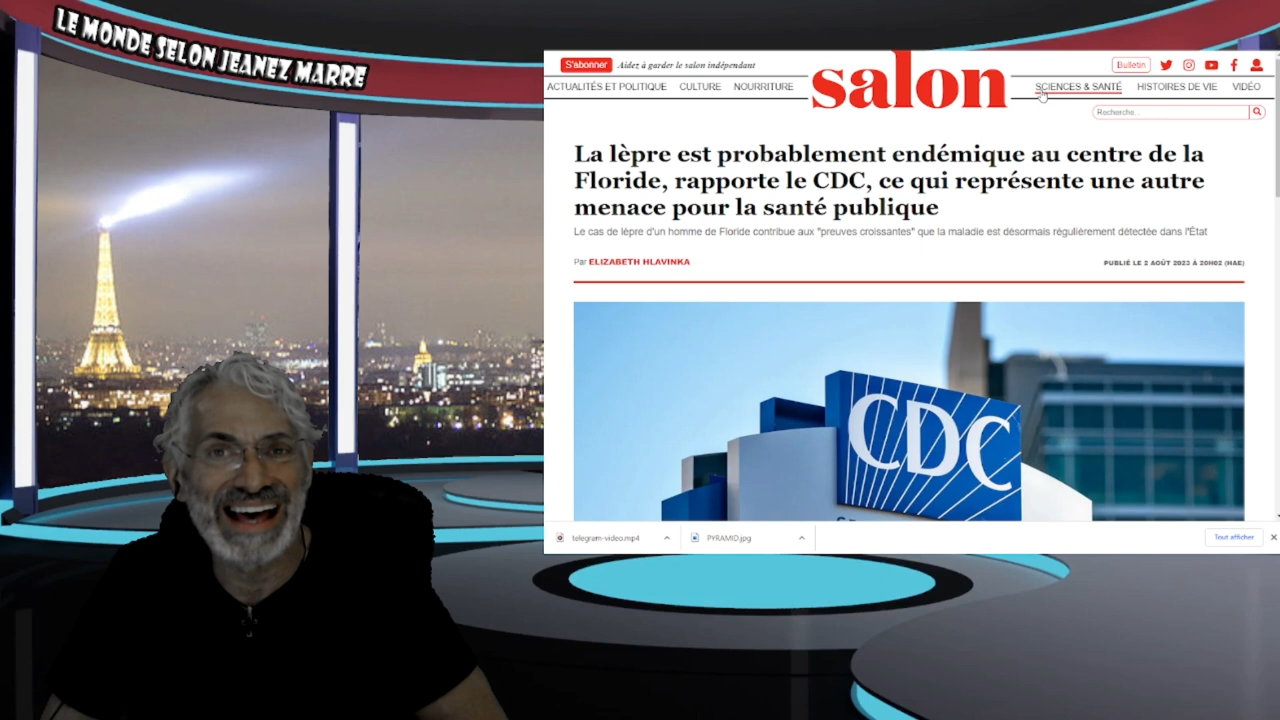 LE MONDE SELON JEANEZ MARRE
S'abonner Aidez à garder le salon indépendant
salon
Bulletin
ACTUALITÉS ET POLITIQUE CULTURE NOURRITURE
SCIENCES & SANTÉ HISTOIRES DE VIE VIDÉO
Recherche...
La lèpre est probablement endémique au centre de la
Floride, rapporte le CDC, ce qui représente une autre
menace pour la santé publique
Le cas de lèpre d'un homme de Floride contribue aux "preuves croissantes" que la maladie est désormais régulièrement détectée dans l'État
Par ELIZABETH HLAVINKA
PUBLIÉ LE 2 AOÛT 2023 À 20H02 (HAE)
CDC
telegram-video.mp4 PYRAMID.jpg Tout afficher